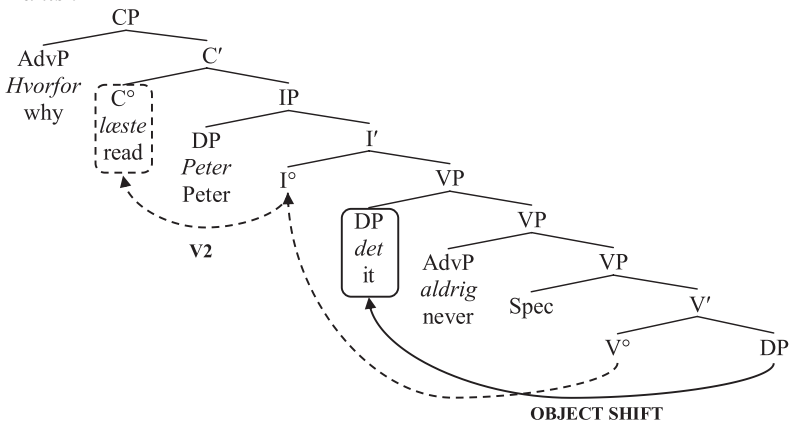 CP
AdvP
Hvorfor
why
C′
C°
læste
read
IP
DP
Peter
Peter
I′
I°
VP
DP
det
it
VP
AdvP
aldrig
never
VP
Spec
V′
V°
DP
V2
OBJECT SHIFT